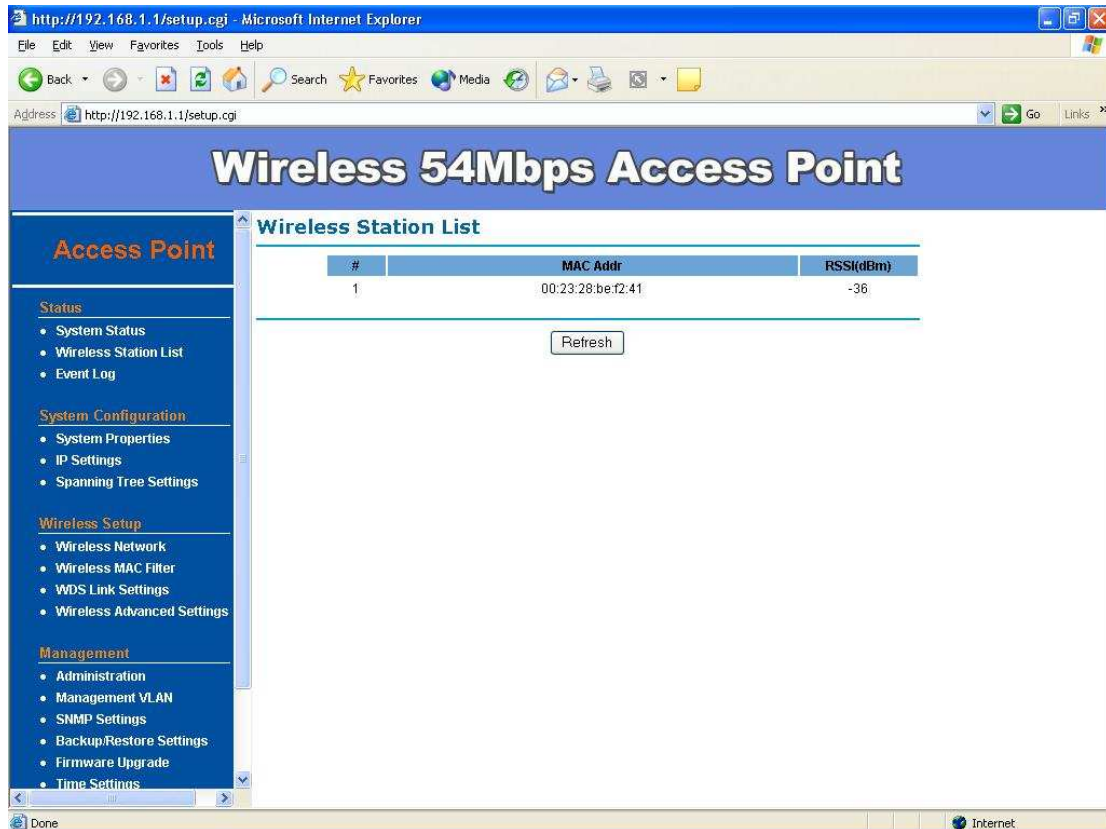 http://192.168.1.1/setup.cgi - Microsoft Internet Explorer
File Edit View Favorites Tools Help
Back Search Favorites Media
Address http://192.168.1.1/setup.cgi Go Links »
Wireless 54Mbps Access Point
Access Point
Status
• System Status
• Wireless Station List
• Event Log
System Configuration
• System Properties
• IP Settings
• Spanning Tree Settings
Wireless Setup
• Wireless Network
• Wireless MAC Filter
• WDS Link Settings
• Wireless Advanced Settings
Management
• Administration
• Management VLAN
• SNMP Settings
• Backup/Restore Settings
• Firmware Upgrade
• Time Settings
Wireless Station List
# MAC Addr RSSI(dBm)
1 00:23:28:be:f2:41 -36
Refresh
Done Internet